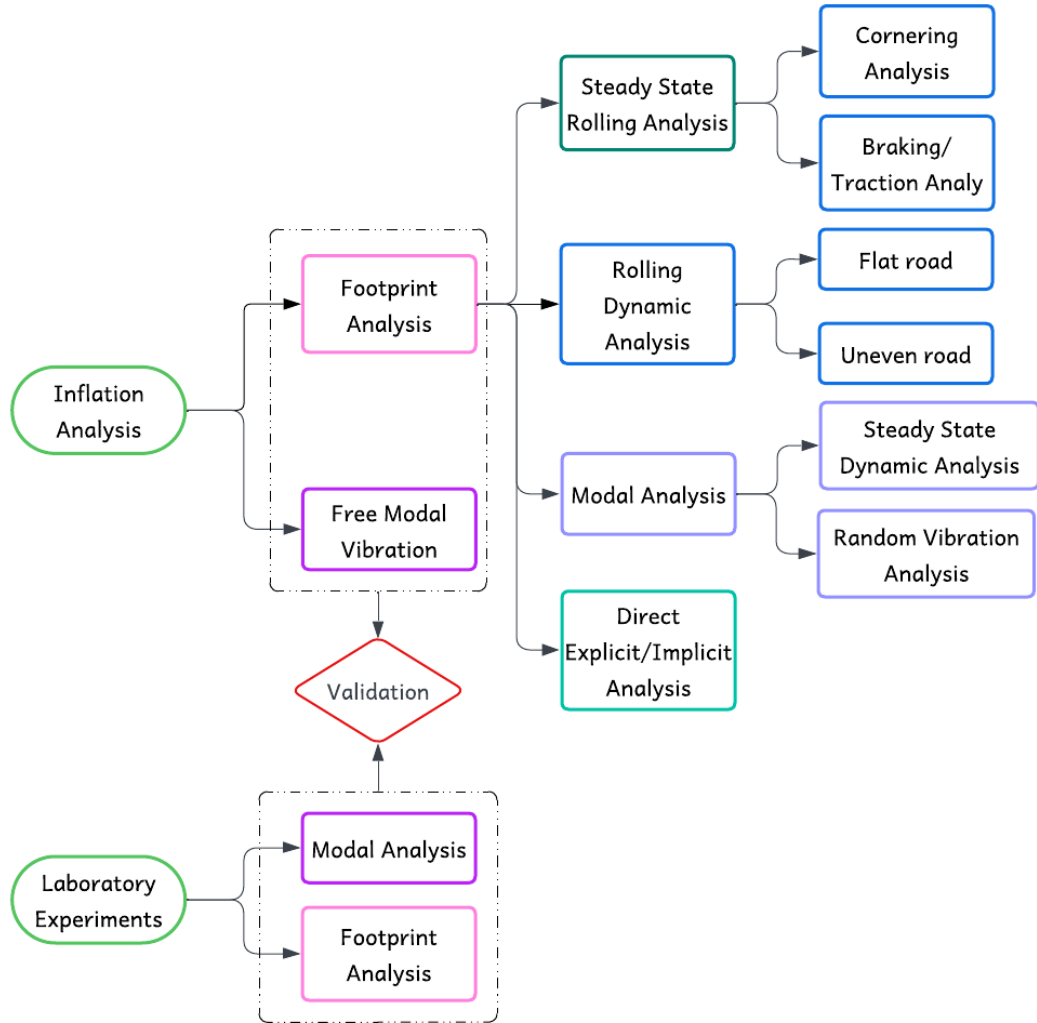 Cornering
Analysis
Steady State
Rolling Analysis
Braking/
Traction Analy
Footprint
Analysis
Rolling
Dynamic
Analysis
Flat road
Uneven road
Inflation
Analysis
Free Modal
Vibration
Modal Analysis
Steady State
Dynamic Analysis
Random Vibration
Analysis
Direct
Explicit/Implicit
Analysis
Validation
Laboratory
Experiments
Modal Analysis
Footprint
Analysis